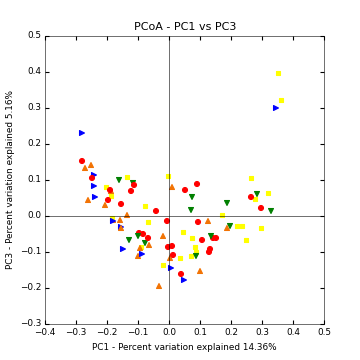 PCoA - PC1 vs PC3
0.5
0.4
0.3
0.2
0.1
0.0
−0.1
−0.2
−0.3
PC3 - Percent variation explained 5.16%
−0.4 −0.3 −0.2 −0.1 0.0 0.1 0.2 0.3 0.4 0.5
PC1 - Percent variation explained 14.36%